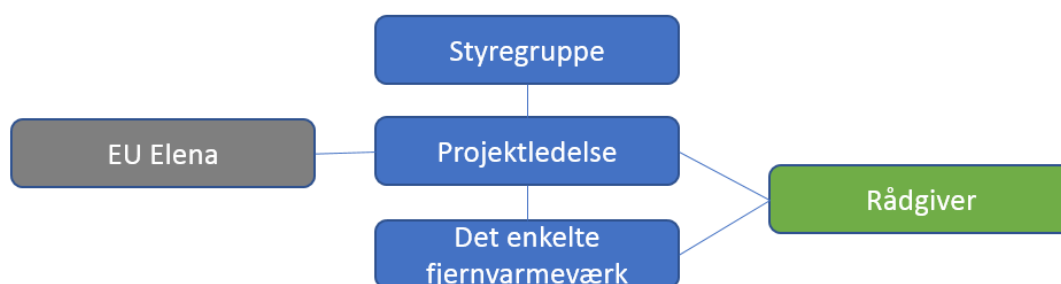 Styregruppe
EU Elena
Projektledelse
Rådgiver
Det enkelte
fjernvarmeværk